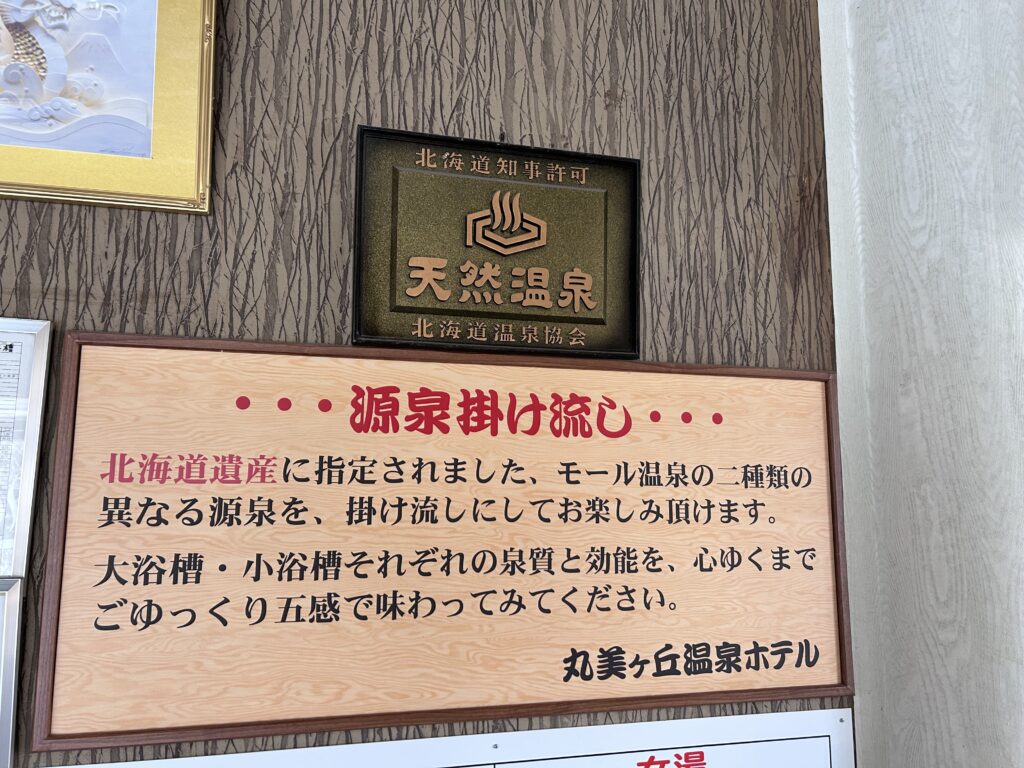 北海道知事許可
天然温泉
北海道温泉協会
・・・源泉掛け流し・・・
北海道遺産に指定されました、モール温泉の二種類の
異なる源泉を、掛け流しにしてお楽しみ頂けます。
大浴槽・小浴槽それぞれの泉質と効能を、心ゆくまで
ごゆっくり五感で味わってみてください。
丸美ヶ丘温泉ホテル
女湯